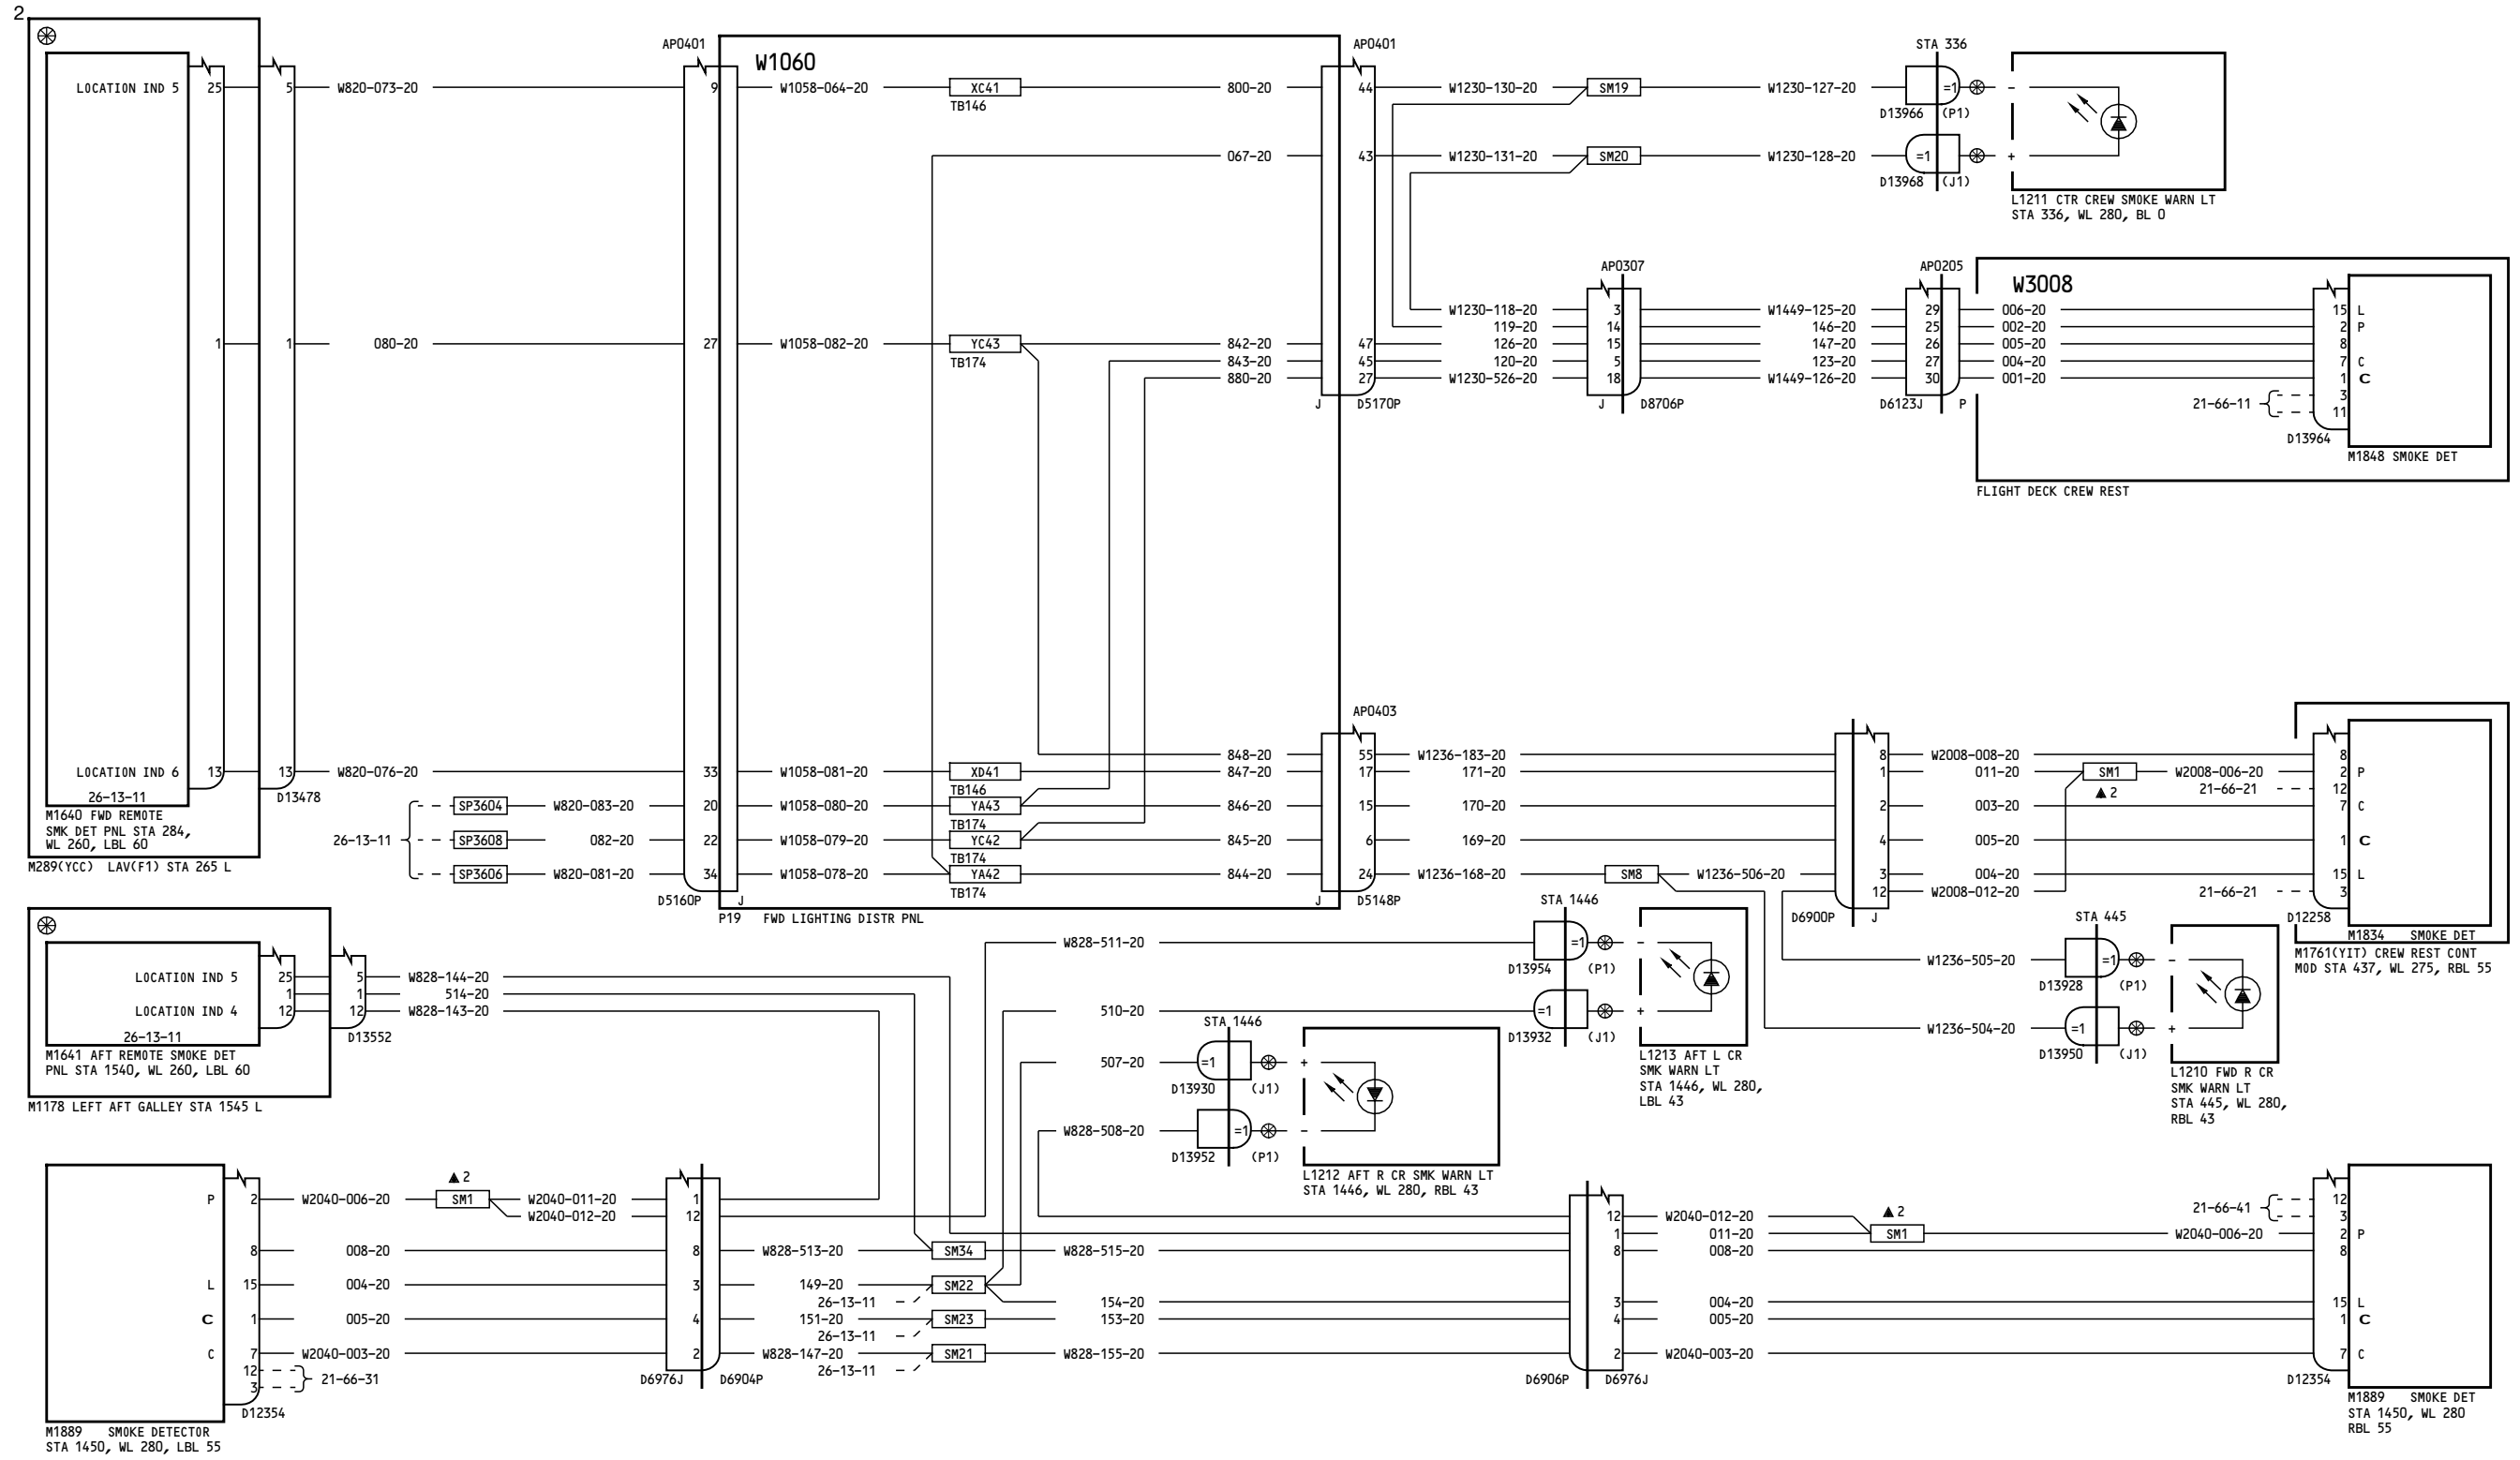 2
LOCATION IND 5
25
5
W820-073-20
1
1
080-20
LOCATION IND 6
13
13
W820-076-20
26-13-11
D13478
M1640 FWD REMOTE
SMK DET PNL STA 284,
WL 260, LBL 60
M289(YCC) LAV(F1) STA 265 L
26-13-11
SP3604
W820-083-20
SP3608
082-20
SP3606
W820-081-20
AP0401
9
27
33
20
22
34
D5160P
J
W1060
P19 FWD LIGHTING DISTR PNL
W1058-064-20
XC41
TB146
800-20
067-20
W1058-082-20
YC43
TB174
842-20
843-20
880-20
W1058-081-20
XD41
TB146
848-20
847-20
W1058-080-20
YA43
TB174
846-20
W1058-079-20
YC42
TB174
845-20
W1058-078-20
YA42
TB174
844-20
AP0401
44
43
47
45
27
J
D5170P
W1230-130-20
SM19
W1230-127-20
W1230-131-20
SM20
W1230-128-20
STA 336
=1
D13966
(P1)
-
=1
D13968
(J1)
+
L1211 CTR CREW SMOKE WARN LT
STA 336, WL 280, BL 0
W1230-118-20
119-20
126-20
120-20
W1230-526-20
AP0307
3
14
15
5
18
J
D8706P
W1449-125-20
146-20
147-20
123-20
W1449-126-20
AP0205
29
25
26
27
30
D6123J
P
W3008
006-20
002-20
005-20
004-20
001-20
15 L
2 P
8
7 C
1 C
3
11
21-66-11
D13964
M1848 SMOKE DET
FLIGHT DECK CREW REST
AP0403
55
17
15
6
24
J
D5148P
W1236-183-20
171-20
170-20
169-20
W1236-168-20
SM8
W1236-506-20
8
1
2
4
3
12
D6900P
J
W2008-008-20
011-20
SM1
▲ 2
W2008-006-20
21-66-21
003-20
005-20
004-20
W2008-012-20
21-66-21
8
2 P
12
7 C
1 C
15 L
3
D12258
M1834 SMOKE DET
M1761(YIT) CREW REST CONT
MOD STA 437, WL 275, RBL 55
STA 445
W1236-505-20
=1
D13928
(P1)
-
W1236-504-20
=1
D13950
(J1)
+
L1210 FWD R CR
SMK WARN LT
STA 445, WL 280,
RBL 43
LOCATION IND 5
25
5
W828-144-20
1
1
514-20
LOCATION IND 4
12
12
W828-143-20
26-13-11
D13552
M1641 AFT REMOTE SMOKE DET
PNL STA 1540, WL 260, LBL 60
M1178 LEFT AFT GALLEY STA 1545 L
W828-511-20
STA 1446
=1
D13954
(P1)
-
510-20
=1
D13932
(J1)
+
L1213 AFT L CR
SMK WARN LT
STA 1446, WL 280,
LBL 43
STA 1446
507-20
=1
D13930
(J1)
+
W828-508-20
=1
D13952
(P1)
-
L1212 AFT R CR SMK WARN LT
STA 1446, WL 280, RBL 43
P 2
W2040-006-20
▲ 2
SM1
W2040-011-20
W2040-012-20
1
12
8
008-20
8
W828-513-20
SM34
W828-515-20
L 15
004-20
3
149-20
SM22
26-13-11
154-20
C 1
005-20
4
151-20
SM23
153-20
26-13-11
C 7
W2040-003-20
2
W828-147-20
SM21
W828-155-20
26-13-11
12
3
21-66-31
D12354
D6976J
D6904P
M1889 SMOKE DETECTOR
STA 1450, WL 280, LBL 55
12
1
8
3
4
2
D6906P
D6976J
W2040-012-20
011-20
008-20
▲ 2
SM1
W2040-006-20
004-20
005-20
W2040-003-20
21-66-41
12
3
2 P
8
15 L
1 C
7 C
D12354
M1889 SMOKE DET
STA 1450, WL 280
RBL 55